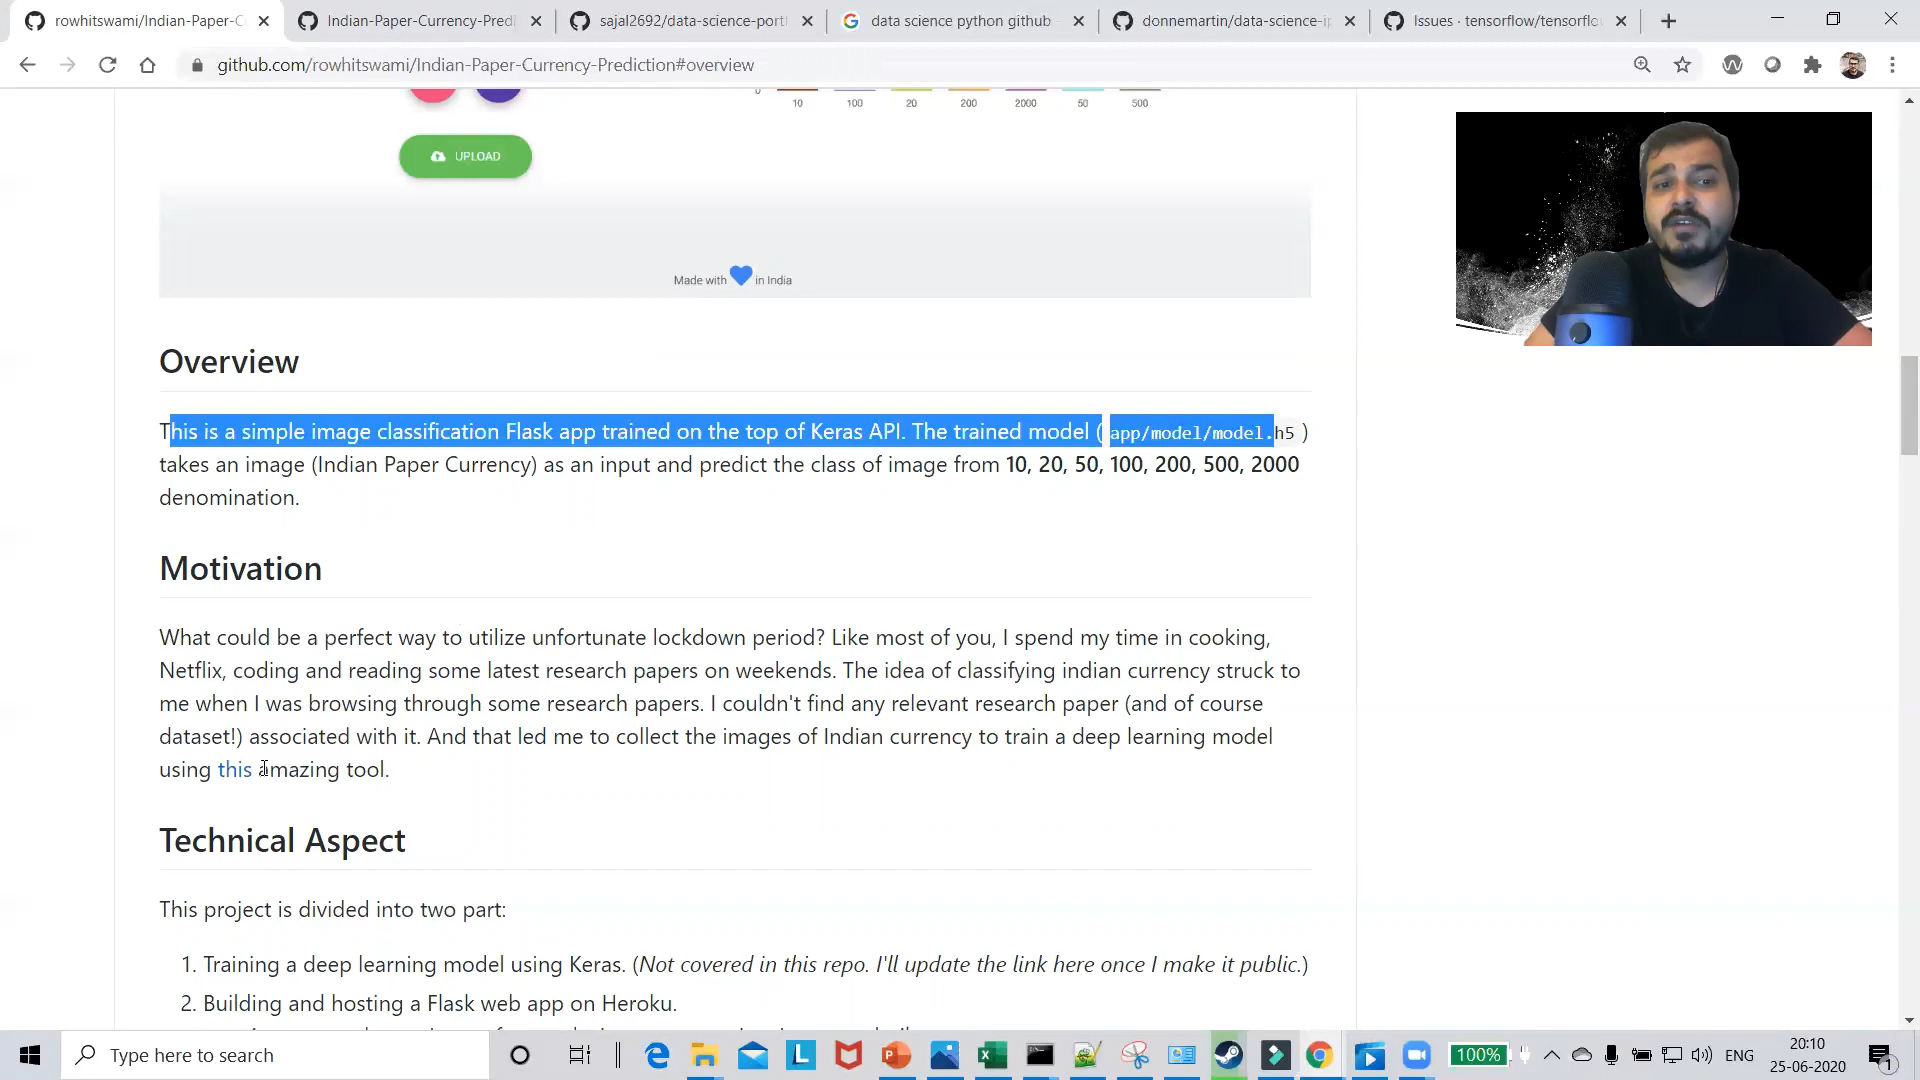 rowhitswami/Indian-Paper-Cu
Indian-Paper-Currency-Predi
sajal2692/data-science-port
data science python github
donnemartin/data-science-ip
Issues · tensorflow/tensorflo
github.com/rowhitswami/Indian-Paper-Currency-Prediction#overview
0
10 100 20 200 2000 50 500
UPLOAD
Made with in India
Overview
This is a simple image classification Flask app trained on the top of Keras API. The trained model ( app/model/model.h5 )
takes an image (Indian Paper Currency) as an input and predict the class of image from 10, 20, 50, 100, 200, 500, 2000
denomination.
Motivation
What could be a perfect way to utilize unfortunate lockdown period? Like most of you, I spend my time in cooking,
Netflix, coding and reading some latest research papers on weekends. The idea of classifying indian currency struck to
me when I was browsing through some research papers. I couldn't find any relevant research paper (and of course
dataset!) associated with it. And that led me to collect the images of Indian currency to train a deep learning model
using this amazing tool.
Technical Aspect
This project is divided into two part:
1. Training a deep learning model using Keras. (Not covered in this repo. I'll update the link here once I make it public.)
2. Building and hosting a Flask web app on Heroku.
Type here to search
100%
ENG
20:10
25-06-2020
1